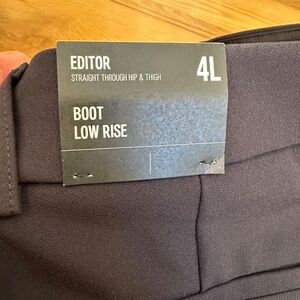 EDITOR 4L
STRAIGHT THROUGH HIP & THIGH
BOOT
LOW RISE